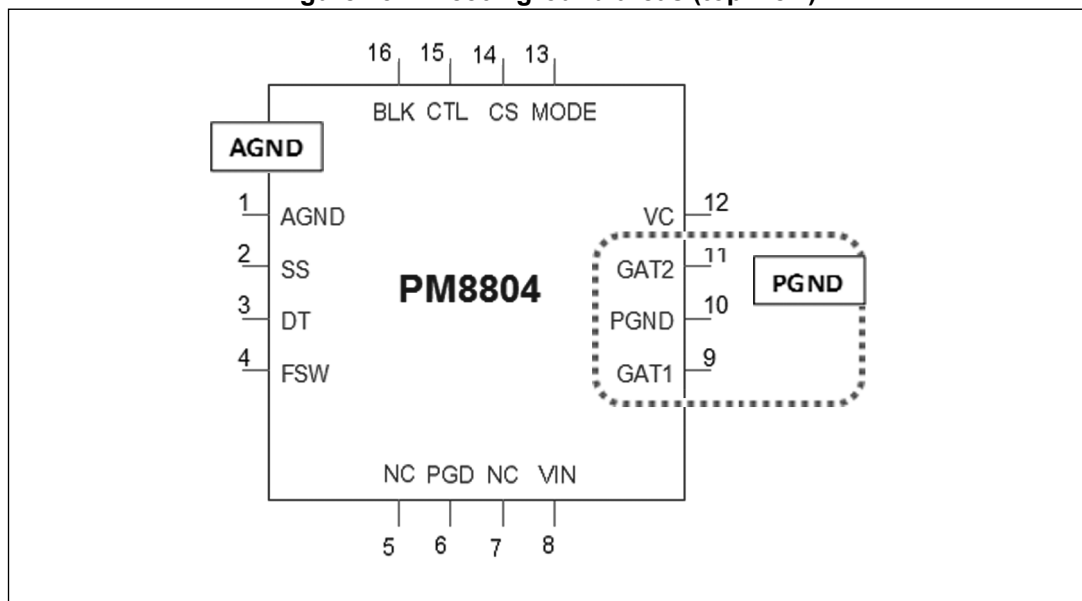 16 15 14 13
BLK CTL CS MODE
AGND
1 AGND
VC 12
2 SS
GAT2 11
PM8804
PGND
3 DT
PGND 10
4 FSW
GAT1 9
NC PGD NC VIN
5 6 7 8